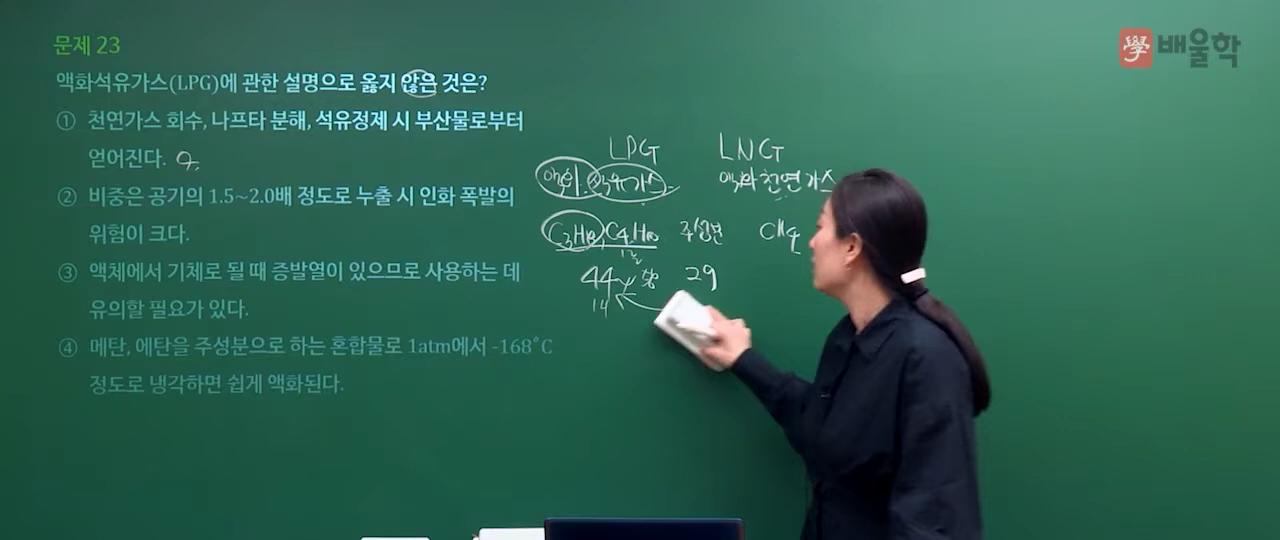 문제 23
學 배울학
액화석유가스(LPG)에 관한 설명으로 옳지 않은 것은?
① 천연가스 회수, 나프타 분해, 석유정제 시 부산물로부터
얻어진다.
② 비중은 공기의 1.5~2.0배 정도로 누출 시 인화 폭발의
위험이 크다.
③ 액체에서 기체로 될 때 증발열이 있으므로 사용하는 데
유의할 필요가 있다.
④ 메탄, 에탄을 주성분으로 하는 혼합물로 1atm에서 -168˚C
정도로 냉각하면 쉽게 액화된다.
LPG LNG
액화 석유가스 액화천연가스
주성분 CH4
44 29
14